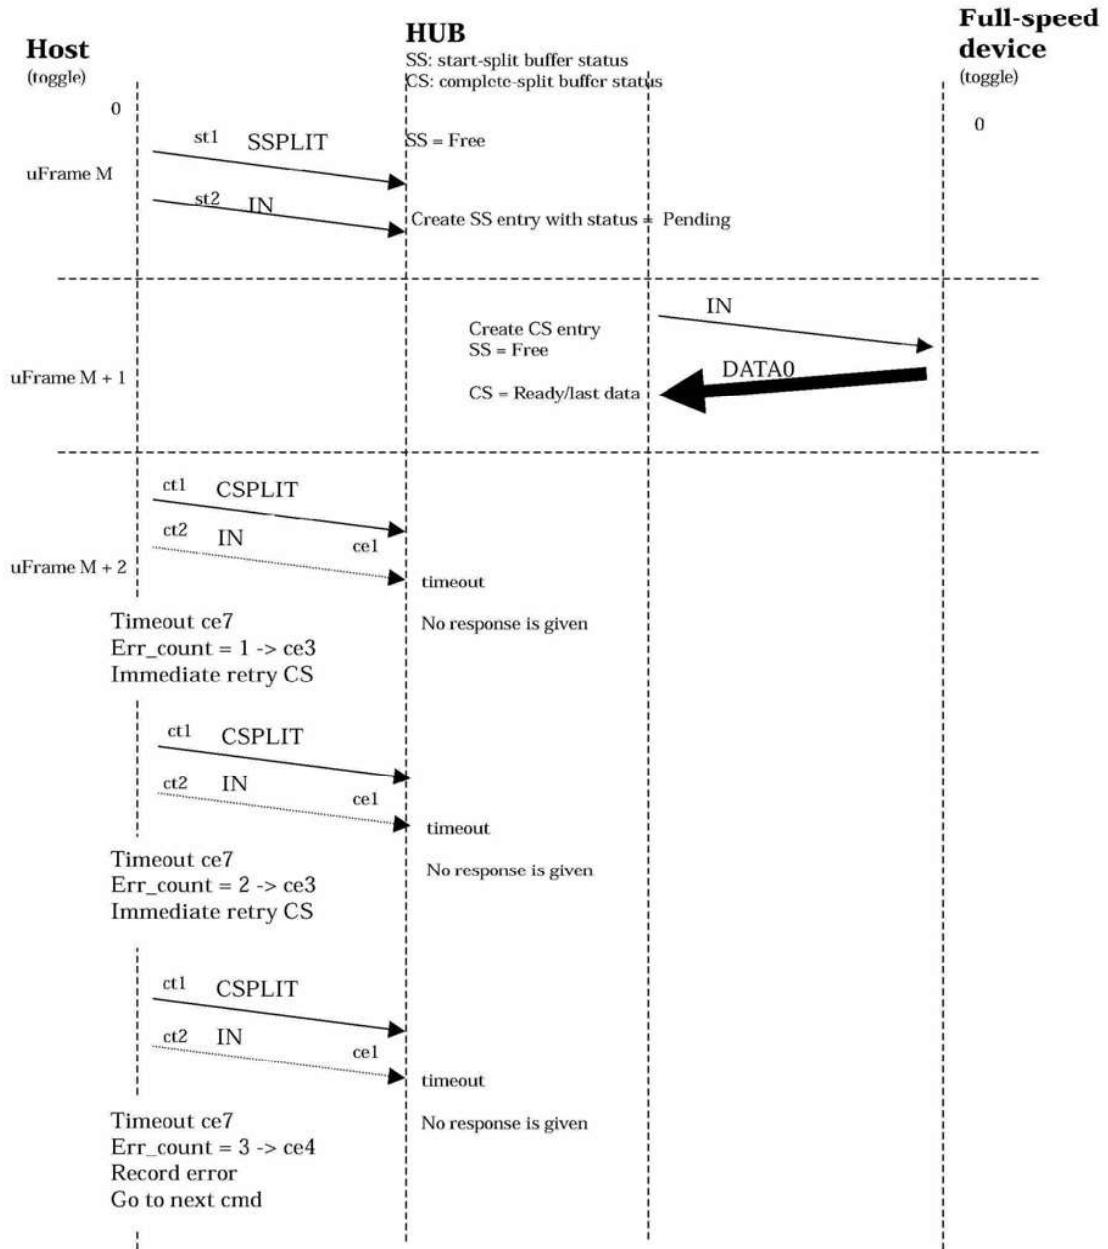 Host
(toggle)
0
HUB
SS: start-split buffer status
CS: complete-split buffer status
Full-speed
device
(toggle)
0
uFrame M
st1 SSPLIT
SS = Free
st2 IN
Create SS entry with status = Pending
uFrame M + 1
IN
Create CS entry
SS = Free
DATA0
CS = Ready/last data
uFrame M + 2
ct1 CSPLIT
ct2 IN ce1
timeout
Timeout ce7
Err_count = 1 -> ce3
Immediate retry CS
No response is given
ct1 CSPLIT
ct2 IN ce1
timeout
Timeout ce7
Err_count = 2 -> ce3
Immediate retry CS
No response is given
ct1 CSPLIT
ct2 IN ce1
timeout
Timeout ce7
Err_count = 3 -> ce4
Record error
Go to next cmd
No response is given